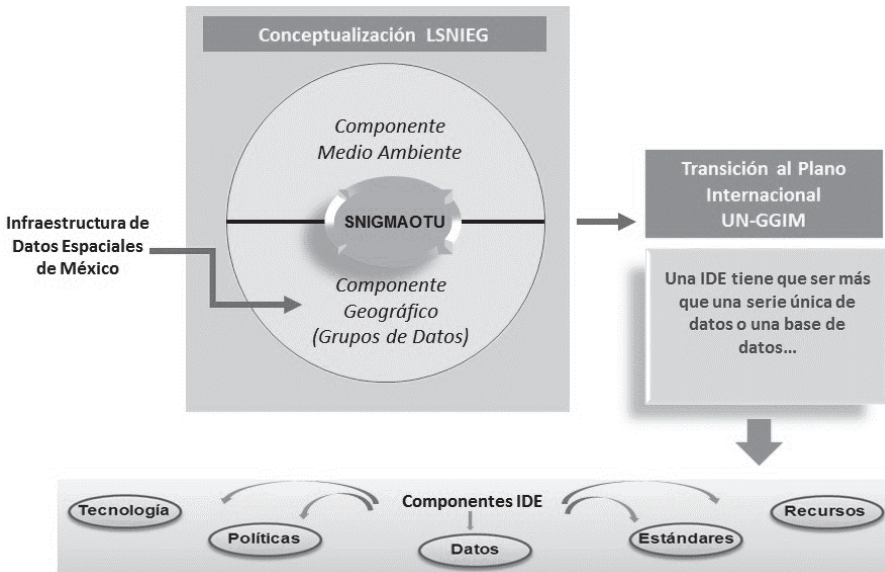 Conceptualización LSNIEG
Componente
Medio Ambiente
SNIGMAOTU
Infraestructura de
Datos Espaciales
de México
Componente
Geográfico
(Grupos de Datos)
Transición al Plano
Internacional
UN-GGIM
Una IDE tiene que ser más
que una serie única de
datos o una base de
datos...
Componentes IDE
Tecnología
Políticas
Datos
Estándares
Recursos